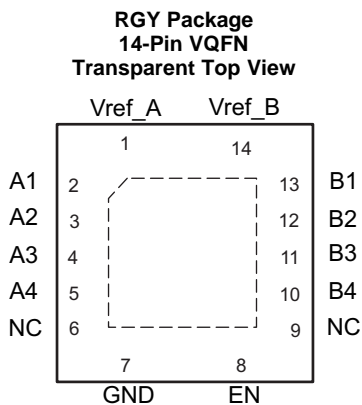 RGY Package
14-Pin VQFN
Transparent Top View
Vref_A Vref_B
1 14
A1 2 13 B1
A2 3 12 B2
A3 4 11 B3
A4 5 10 B4
NC 6 9 NC
7 8
GND EN